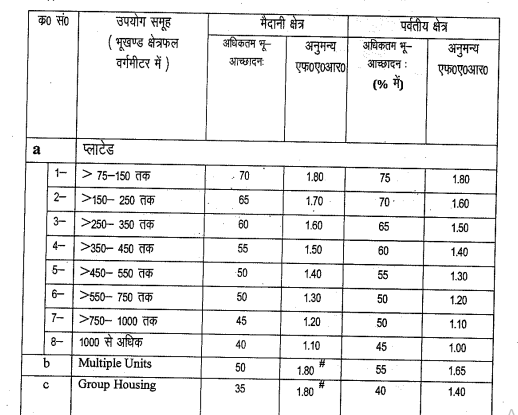 क0 सं0 उपयोग समूह मैदानी क्षेत्र पर्वतीय क्षेत्र
( भूखण्ड क्षेत्रफल अधिकतम भू– अनुमन्य अधिकतम भू– अनुमन्य
वर्गमीटर में ) आच्छादनः एफ0ए0आर0 आच्छादन : एफ0ए0आर0
(% में)
a प्लाटेड
1– > 75–150 तक 70 1.80 75 1.80
2– >150– 250 तक 65 1.70 70 1.60
3– >250– 350 तक 60 1.60 65 1.50
4– >350– 450 तक 55 1.50 60 1.40
5– >450– 550 तक 50 1.40 55 1.30
6– >550– 750 तक 50 1.30 50 1.20
7– >750– 1000 तक 45 1.20 50 1.10
8– 1000 से अधिक 40 1.10 45 1.00
b Multiple Units 50 1.80 # 55 1.65
c Group Housing 35 1.80 # 40 1.40